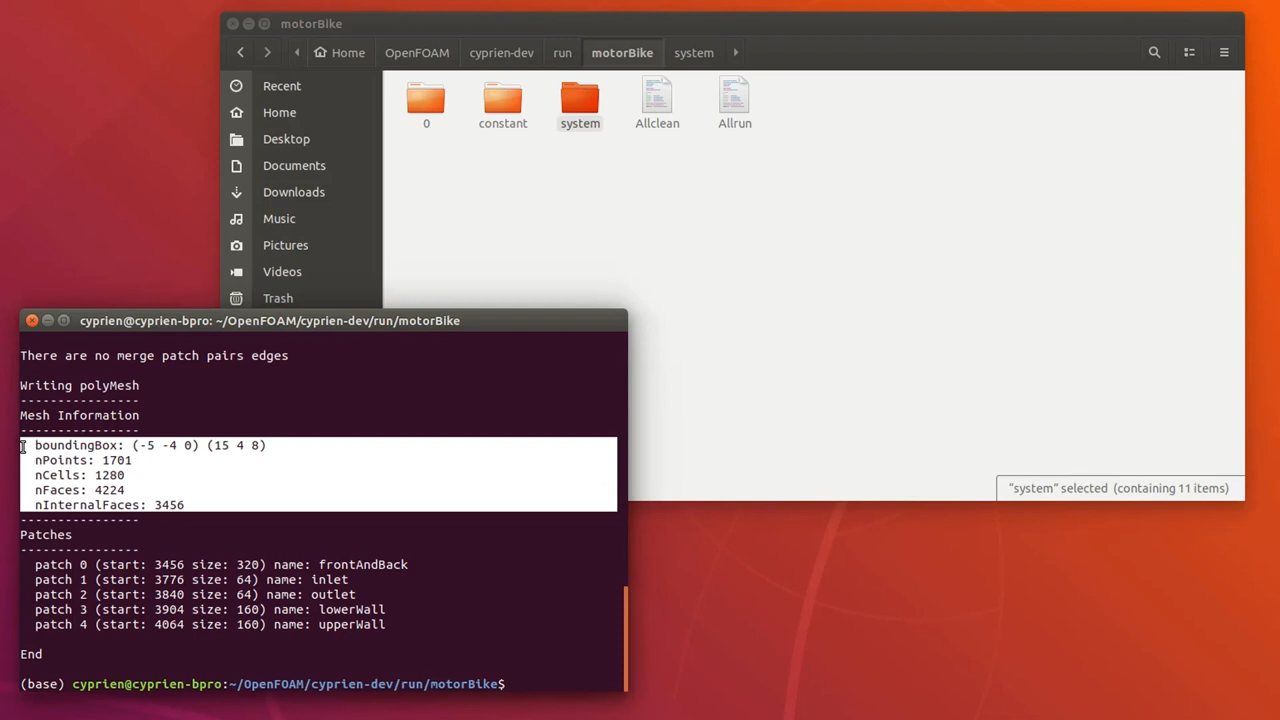 motorBike
Home OpenFOAM cyprien-dev run motorBike system
Recent
Home
Desktop
Documents
Downloads
Music
Pictures
Videos
Trash
0 constant system Allclean Allrun
"system" selected (containing 11 items)
cyprien@cyprien-bpro: ~/OpenFOAM/cyprien-dev/run/motorBike
There are no merge patch pairs edges
Writing polyMesh
----------------
Mesh Information
----------------
boundingBox: (-5 -4 0) (15 4 8)
nPoints: 1701
nCells: 1280
nFaces: 4224
nInternalFaces: 3456
----------------
Patches
----------------
patch 0 (start: 3456 size: 320) name: frontAndBack
patch 1 (start: 3776 size: 64) name: inlet
patch 2 (start: 3840 size: 64) name: outlet
patch 3 (start: 3904 size: 160) name: lowerWall
patch 4 (start: 4064 size: 160) name: upperWall
End
(base) cyprien@cyprien-bpro:~/OpenFOAM/cyprien-dev/run/motorBike$